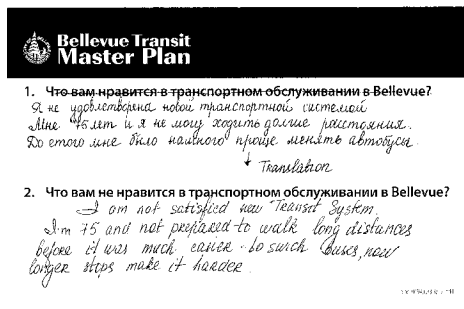 Bellevue Transit
Master Plan
1. Что вам нравится в транспортном обслуживании в Bellevue?
Я не удовлетворена новой транспортной системой
Мне 75 лет и я не могу ходить долгие расстояния.
До этого мне было намного проще менять автобусы.
Translation
2. Что вам не нравится в транспортном обслуживании в Bellevue?
I am not satisfied new Transit System.
I'm 75 and not prepared to walk long distances
before it was much easier to swich buses, now
longer stops make it harder.